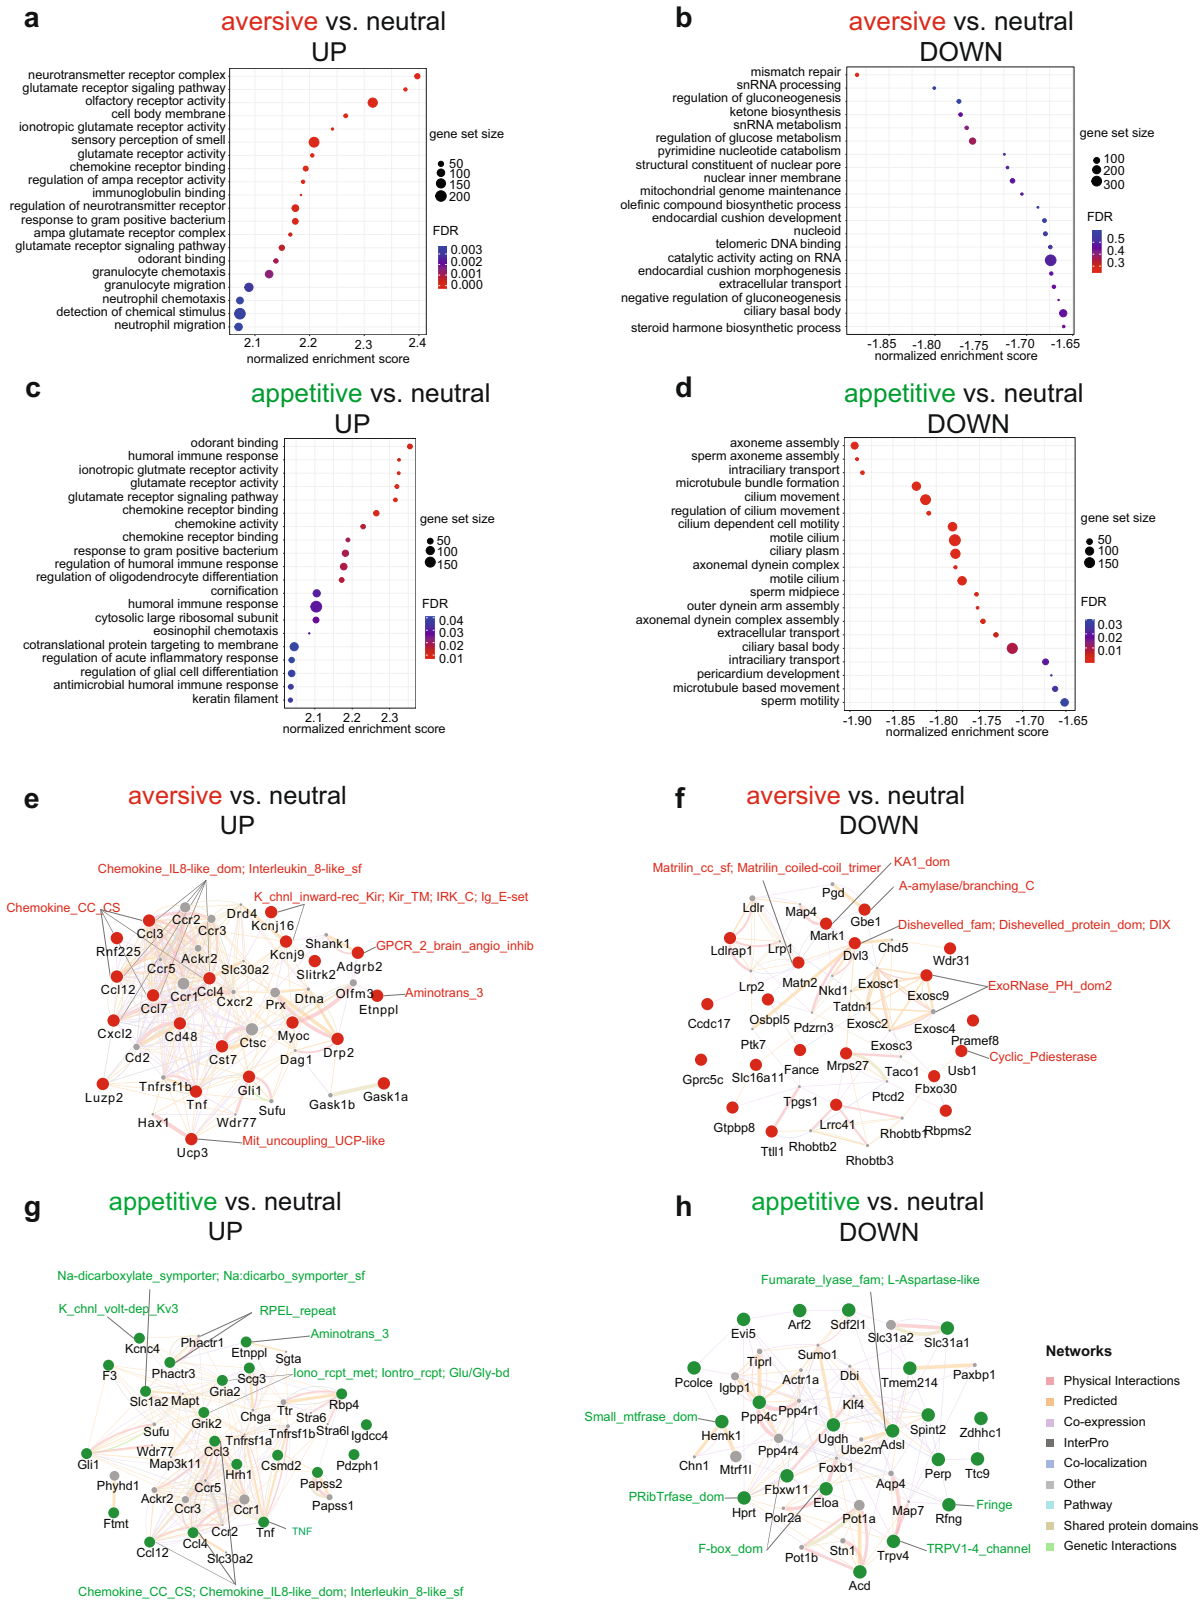 a
aversive vs. neutral
UP
neurotransmetter receptor complex
glutamate receptor sigaling pathway
olfactory receptor activity
cell body membrane
ionotropic glutamate receptor activity
sensory perception of smell
glutamate receptor activity
chemokine receptor binding
regulation of ampa receptor activity
immunoglobulin binding
regulation of neurotransmitter receptor
response to gram positive bacterium
ampa glutamate receptor complex
glutamate receptor signaling pathway
odorant binding
granulocyte chemotaxis
granulocyte migration
neutrophil chemotaxis
detection of chemical stimulus
neutrophil migration
2.1 2.2 2.3 2.4
normalized enrichment score
gene set size
50
100
150
200
FDR
0.003
0.002
0.001
0.000
b
aversive vs. neutral
DOWN
mismatch repair
snRNA processing
regulation of gluconeogenesis
ketone biosynthesis
snRNA metabolism
regulation of glucose metabolism
pyrimidine nucleotide catabolism
structural constituent of nuclear pore
nuclear inner membrane
mitochondrial genome maintenance
olefinic compound biosynthetic process
endocardial cushion development
nucleoid
telomeric DNA binding
catalytic activity acting on RNA
endocardial cushion morphogenesis
extracellular transport
negative regulation of gluconeogenesis
ciliary basal body
steroid harmone biosynthetic process
-1.85 -1.80 -1.75 -1.70 -1.65
normalized enrichment score
gene set size
100
200
300
FDR
0.5
0.4
0.3
c
appetitive vs. neutral
UP
odorant binding
humoral immune response
ionotropic glutmate receptor activity
glutamate receptor activity
glutamate receptor signaling pathway
chemokine receptor binding
chemokine activity
chemokine receptor binding
response to gram positive bacterium
regulation of humoral immune response
regulation of oligodendrocyte differentiation
cornification
humoral immune response
cytosolic large ribosomal subunit
eosinophil chemotaxis
cotranslational protein targeting to membrane
regulation of acute inflammatory response
regulation of glial cell differentiation
antimicrobial humoral immune response
keratin filament
2.1 2.2 2.3
normalized enrichment score
gene set size
50
100
150
FDR
0.04
0.03
0.02
0.01
d
appetitive vs. neutral
DOWN
axoneme assembly
sperm axoneme assembly
intraciliary transport
microtubule bundle formation
cilium movement
regulation of cilium movement
cilium dependent cell motility
motile cilium
ciliary plasm
axonemal dynein complex
motile cilium
sperm midpiece
outer dynein arm assembly
axonemal dynein complex assembly
extracellular transport
ciliary basal body
intraciliary transport
pericardium development
microtubule based movement
sperm motility
-1.90 -1.85 -1.80 -1.75 -1.70 -1.65
normalized enrichment score
gene set size
50
100
150
FDR
0.03
0.02
0.01
e
aversive vs. neutral
UP
Chemokine_IL8-like_dom; Interleukin_8-like_sf
K_chnl_inward-rec_Kir; Kir_TM; IRK_C; Ig_E-set
Chemokine_CC_CS
Ccr2
Drd4
Ccl3
Ccr3
Kcnj16
Rnf225
Ackr2
Kcnj9
Shank1
GPCR_2_brain_angio_inhib
Ccr5
Slc30a2
Slitrk2
Adgrb2
Ccl12
Ccr1
Ccl4
Cxcr2
Prx
Dtna
Olfm3
Aminotrans_3
Ccl7
Etnppl
Cxcl2
Cd48
Ctsc
Myoc
Drp2
Cd2
Cst7
Dag1
Luzp2
Tnfrsf1b
Tnf
Gli1
Sufu
Gask1b
Gask1a
Hax1
Wdr77
Mit_uncoupling_UCP-like
Ucp3
f
aversive vs. neutral
DOWN
Matrilin_cc_sf; Matrilin_coiled-coil_trimer
KA1_dom
A-amylase/branching_C
Pgd
Ldlr
Map4
Gbe1
Mark1
Dishevelled_fam; Dishevelled_protein_dom; DIX
Ldlrap1
Lrp1
Dvl3
Chd5
Wdr31
Lrp2
Matn2
Nkd1
Exosc1
Exosc9
ExoRNase_PH_dom2
Tatdn1
Ccdc17
Osbpl5
Pdzrn3
Exosc2
Exosc4
Pramef8
Ptk7
Exosc3
Cyclic_Pdiesterase
Gprc5c
Slc16a11
Fance
Mrps27
Taco1
Usb1
Fbxo30
Ptcd2
Gtpbp8
Tpgs1
Lrrc41
Rhobtb1
Rbpms2
Ttll1
Rhobtb2
Rhobtb3
g
appetitive vs. neutral
UP
Na-dicarboxylate_symporter; Na:dicarbo_symporter_sf
K_chnl_volt-dep_Kv3
RPEL_repeat
Aminotrans_3
Kcnc4
Phactr1
Etnppl
Sgta
F3
Phactr3
Scg3
Iono_rcpt_met; Iontro_rcpt; Glu/Gly-bd
Slc1a2
Mapt
Gria2
Rbp4
Grik2
Chga
Ttr
Stra6
Sufu
Tnfrsf1a
Tnfrsf1b
Stra6l
Igdcc4
Wdr77
Ccl3
Gli1
Map3k11
Hrh1
Csmd2
Pdzph1
Phyhd1
Ccr5
Papss2
Ackr2
Ccr3
Ccr1
Papss1
Ftmt
Ccr2
Tnf
TNF
Ccl12
Ccl4
Slc30a2
Chemokine_CC_CS; Chemokine_IL8-like_dom; Interleukin_8-like_sf
h
appetitive vs. neutral
DOWN
Fumarate_lyase_fam; L-Aspartase-like
Evi5
Arf2
Sdf2l1
Slc31a2
Slc31a1
Tiprl
Sumo1
Pcolce
Igbp1
Actr1a
Dbi
Tmem214
Paxbp1
Small_mtfrase_dom
Ppp4c
Ppp4r1
Klf4
Hemk1
Ugdh
Adsl
Spint2
Zdhhc1
Ppp4r4
Ube2m
Chn1
Mtrf1l
Foxb1
Perp
Ttc9
PRibTrfase_dom
Fbxw11
Aqp4
Hprt
Eloa
Map7
Rfng
Fringe
Polr2a
Pot1a
F-box_dom
Pot1b
Stn1
Trpv4
TRPV1-4_channel
Acd
Networks
Physical Interactions
Predicted
Co-expression
InterPro
Co-localization
Other
Pathway
Shared protein domains
Genetic Interactions